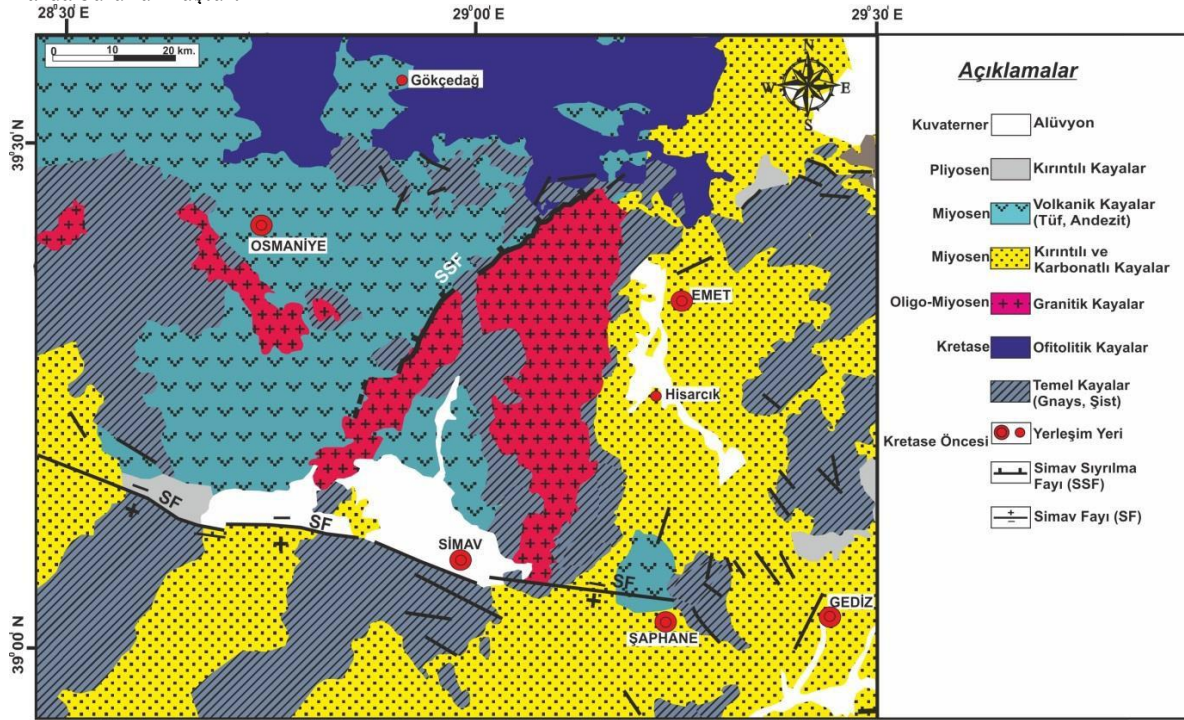 28°30'
29°00'
29°30'
0 10 20 km.
N
W E
S
Gökçedağ
39°30' N
OSMANİYE
SSF
EMET
Hisarcık
SF
SF
SİMAV
SF
GEDİZ
ŞAPHANE
39°00' N
Açıklamalar
Kuvaterner Alüvyon
Pliyosen Kırıntılı Kayalar
Miyosen Volkanik Kayalar
(Tüf, Andezit)
Miyosen Kırıntılı ve
Karbonatlı Kayalar
Oligo-Miyosen Granitik Kayalar
Kretase Ofitolitik Kayalar
Temel Kayalar
(Gnays, Şist)
Kretase Öncesi Yerleşim Yeri
Simav Sıyrılma
Fayı (SSF)
Simav Fayı (SF)